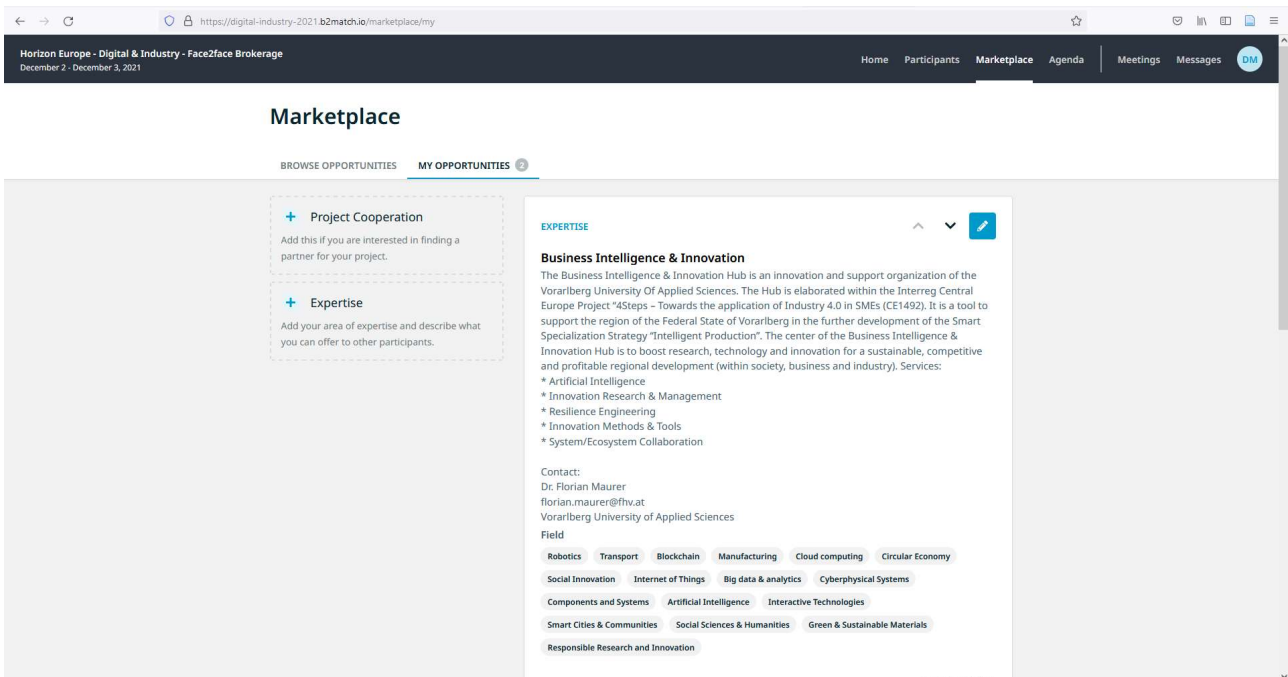 https://digital-industry-2021.b2match.io/marketplace/my
Horizon Europe - Digital & Industry - Face2face Brokerage
December 2 - December 3, 2021
Home Participants Marketplace Agenda Meetings Messages DM
Marketplace
BROWSE OPPORTUNITIES MY OPPORTUNITIES 2
+ Project Cooperation
Add this if you are interested in finding a
partner for your project.
+ Expertise
Add your area of expertise and describe what
you can offer to other participants.
EXPERTISE
Business Intelligence & Innovation
The Business Intelligence & Innovation Hub is an innovation and support organization of the
Vorarlberg University Of Applied Sciences. The Hub is elaborated within the Interreg Central
Europe Project “4Steps – Towards the application of Industry 4.0 in SMEs (CE1492). It is a tool to
support the region of the Federal State of Vorarlberg in the further development of the Smart
Specialization Strategy “Intelligent Production”. The center of the Business Intelligence &
Innovation Hub is to boost research, technology and innovation for a sustainable, competitive
and profitable regional development (within society, business and industry). Services:
* Artificial Intelligence
* Innovation Research & Management
* Resilience Engineering
* Innovation Methods & Tools
* System/Ecosystem Collaboration
Contact:
Dr. Florian Maurer
florian.maurer@fhv.at
Vorarlberg University of Applied Sciences
Field
Robotics Transport Blockchain Manufacturing Cloud computing Circular Economy
Social Innovation Internet of Things Big data & analytics Cyberphysical Systems
Components and Systems Artificial Intelligence Interactive Technologies
Smart Cities & Communities Social Sciences & Humanities Green & Sustainable Materials
Responsible Research and Innovation